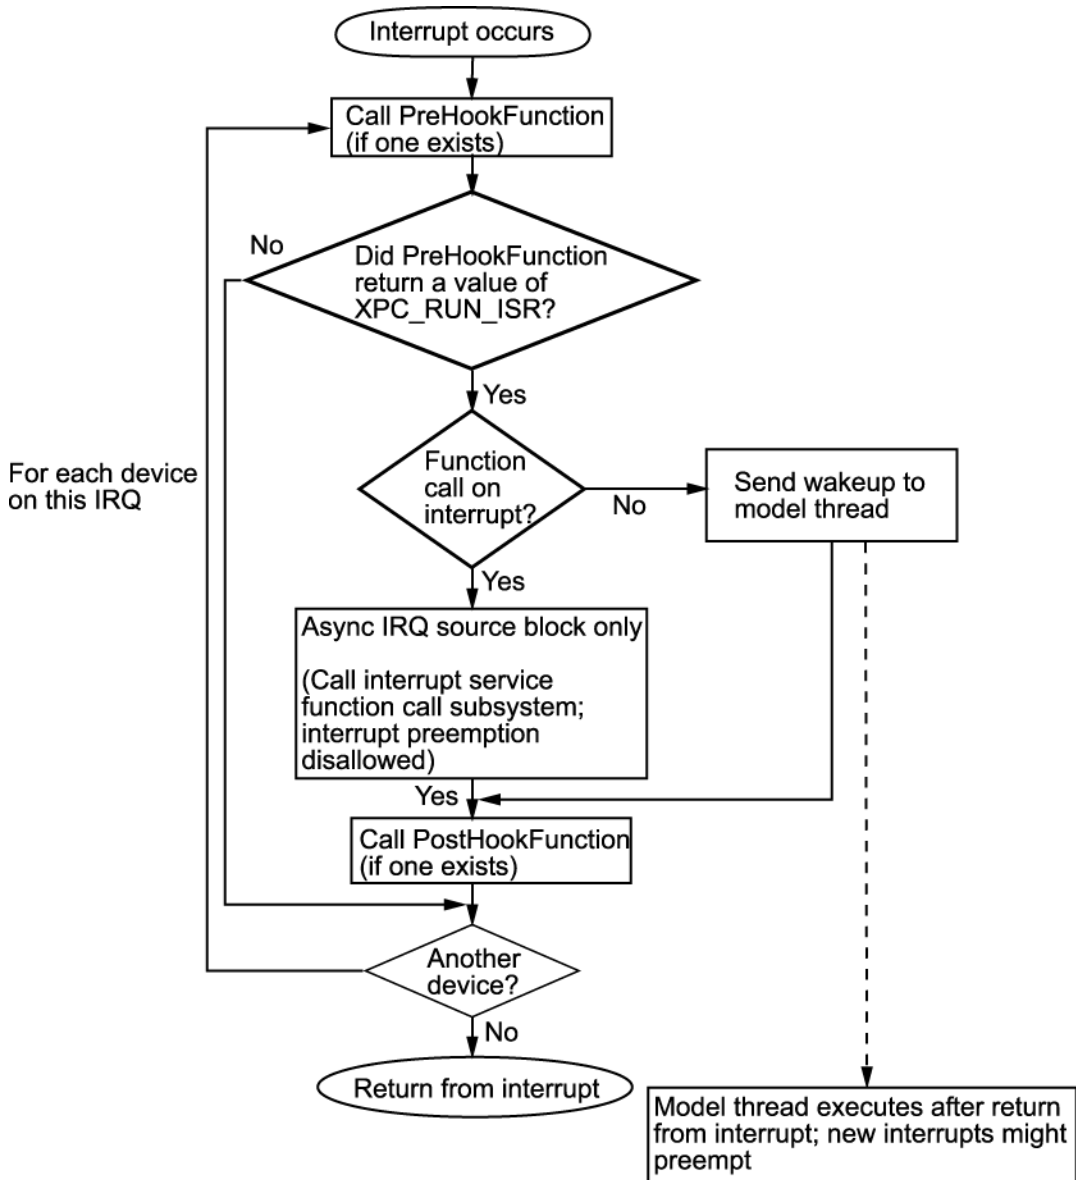 Interrupt occurs
Call PreHookFunction
(if one exists)
No
Did PreHookFunction
return a value of
XPC_RUN_ISR?
Yes
For each device
on this IRQ
Function
call on
interrupt?
No
Send wakeup to
model thread
Yes
Async IRQ source block only
(Call interrupt service
function call subsystem;
interrupt preemption
disallowed)
Yes
Call PostHookFunction
(if one exists)
Another
device?
No
Return from interrupt
Model thread executes after return
from interrupt; new interrupts might
preempt